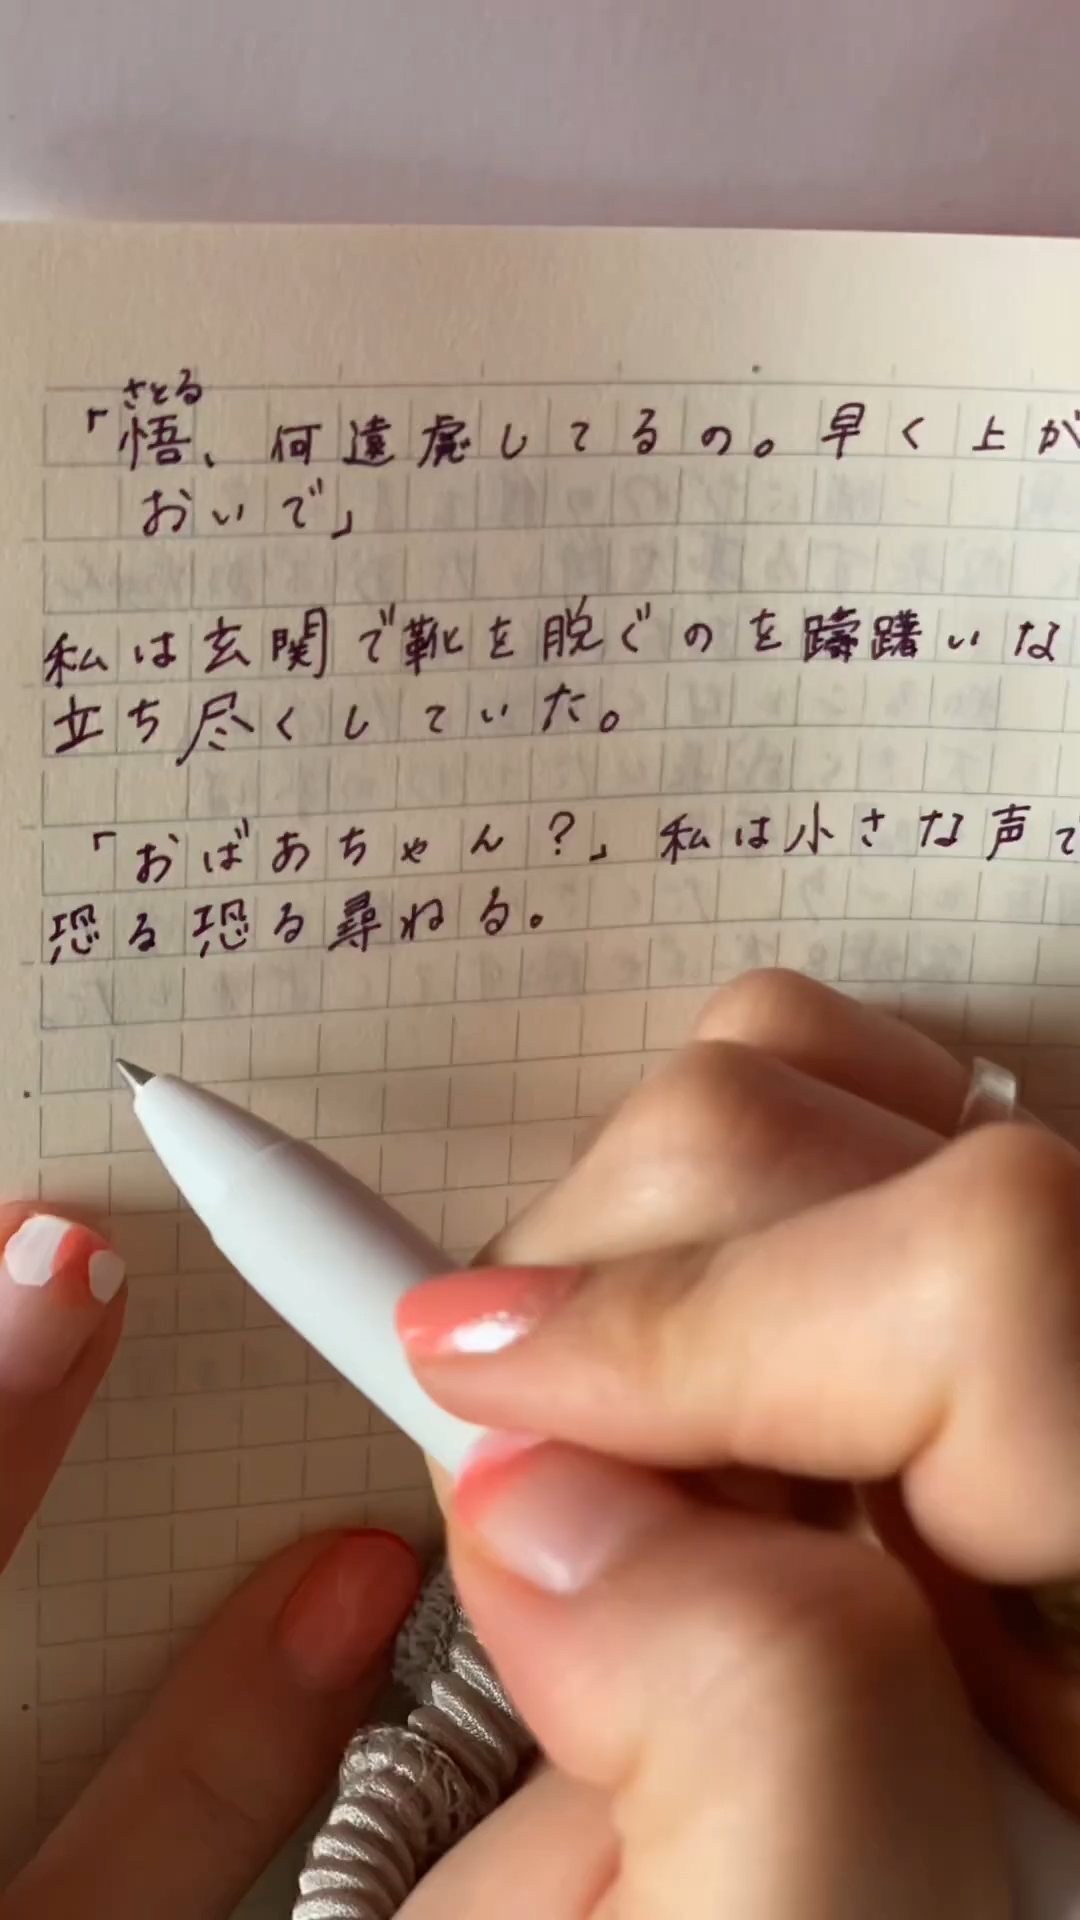 さとる
「悟、何遠慮してるの。早く上が
おいで」
私は玄関で靴を脱ぐのを躊躇いな
立ち尽くしていた。
「おばあちゃん?」私は小さな声で
恐る恐る尋ねる。